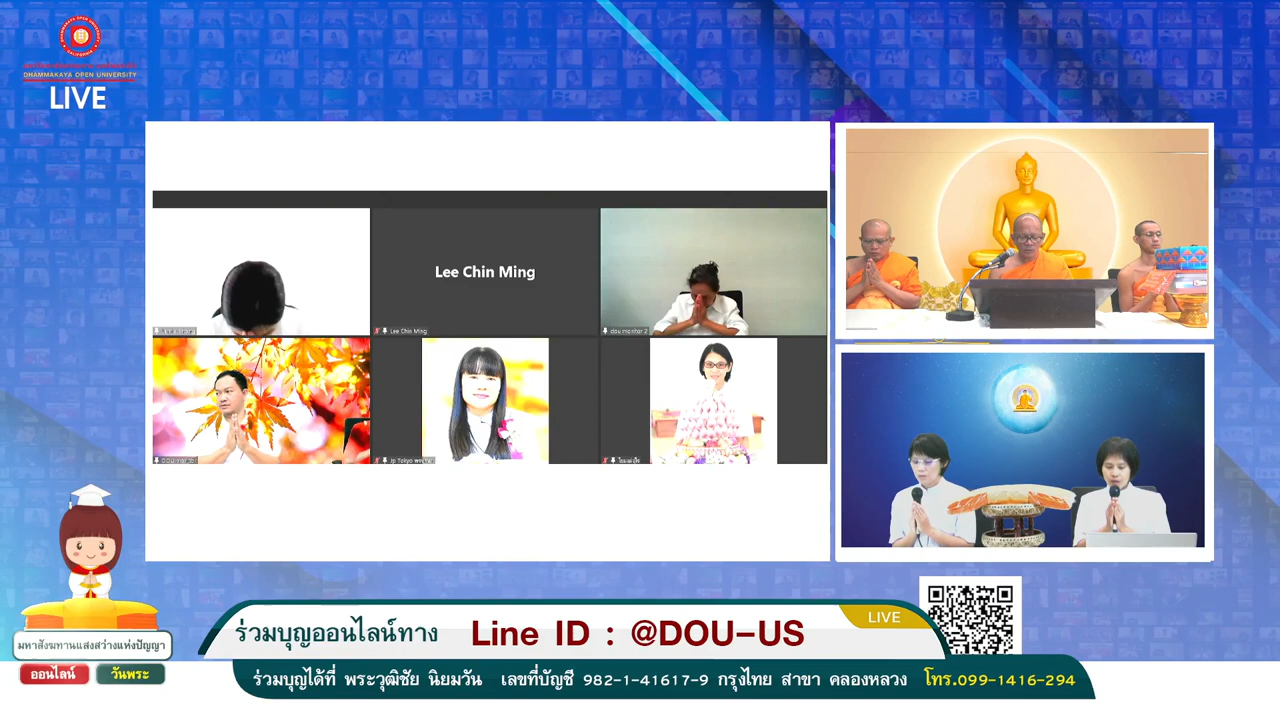 DHAMMAKAYA OPEN UNIVERSITY
LIVE
Lee Chin Ming
Lee Chin Ming
dou monitor 2
มหาสังฆทานแสงสว่างแห่งปัญญา
ออนไลน์
วันพระ
ร่วมบุญออนไลน์ทาง Line ID : @DOU-US
LIVE
ร่วมบุญได้ที่ พระวุฒิชัย นิยมวัน เลขที่บัญชี 982-1-41617-9 กรุงไทย สาขา คลองหลวง โทร.099-1416-294